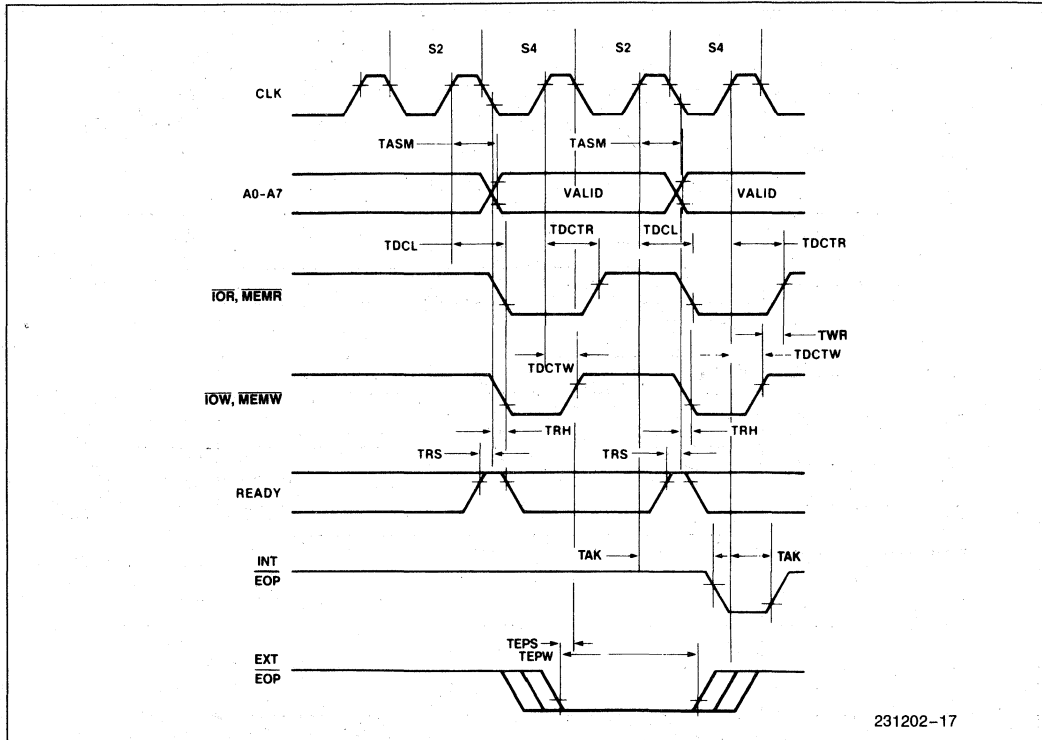 S2 S4 S2 S4
CLK
TASM TASM
A0-A7 VALID VALID
TDCL TDCTR TDCL TDCTR
IOR, MEMR
TWR
TDCTW TDCTW
IOW, MEMW
TRH TRH
TRS TRS
READY
TAK TAK
INT
EOP
TEPS
TEPW
EXT
EOP
231202-17